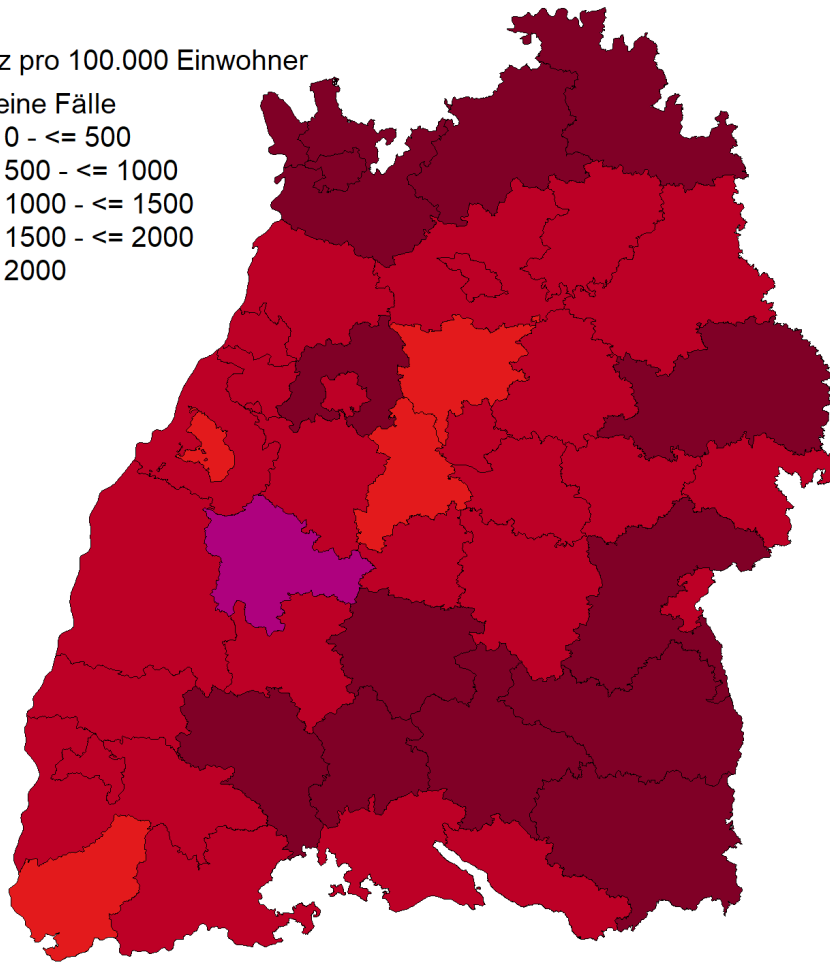 z pro 100.000 Einwohner
eine Fälle
0 - <= 500
500 - <= 1000
1000 - <= 1500
1500 - <= 2000
2000